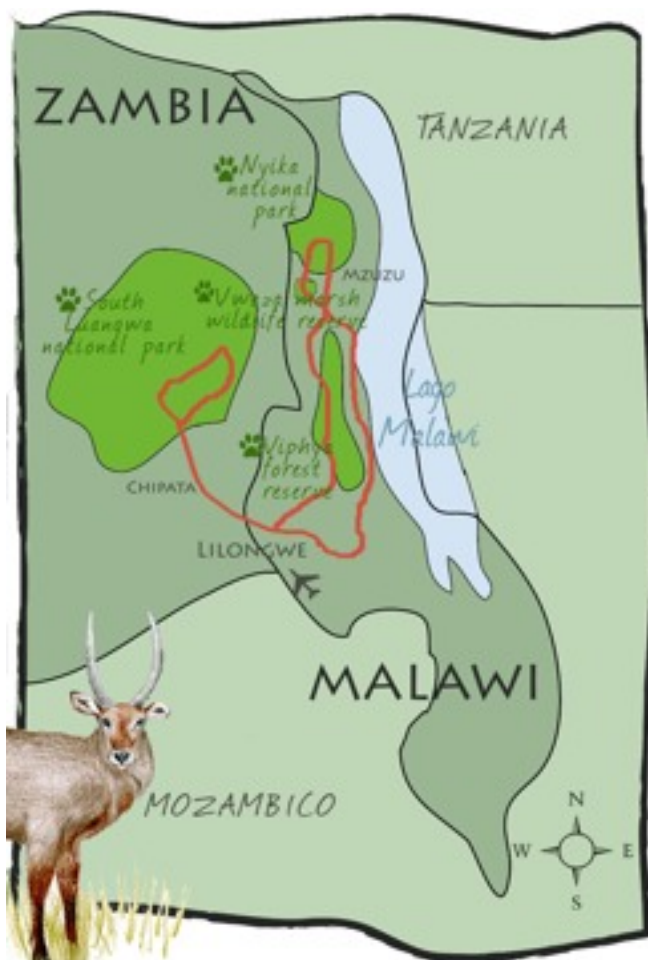 ZAMBIA
TANZANIA
Nyika
national
park
MZUZU
South
Luangwa
national park
Vwaza marsh
wildlife reserve
Lago
Malawi
Viphya
forest
reserve
CHIPATA
LILONGWE
MALAWI
MOZAMBICO
N
W
E
S